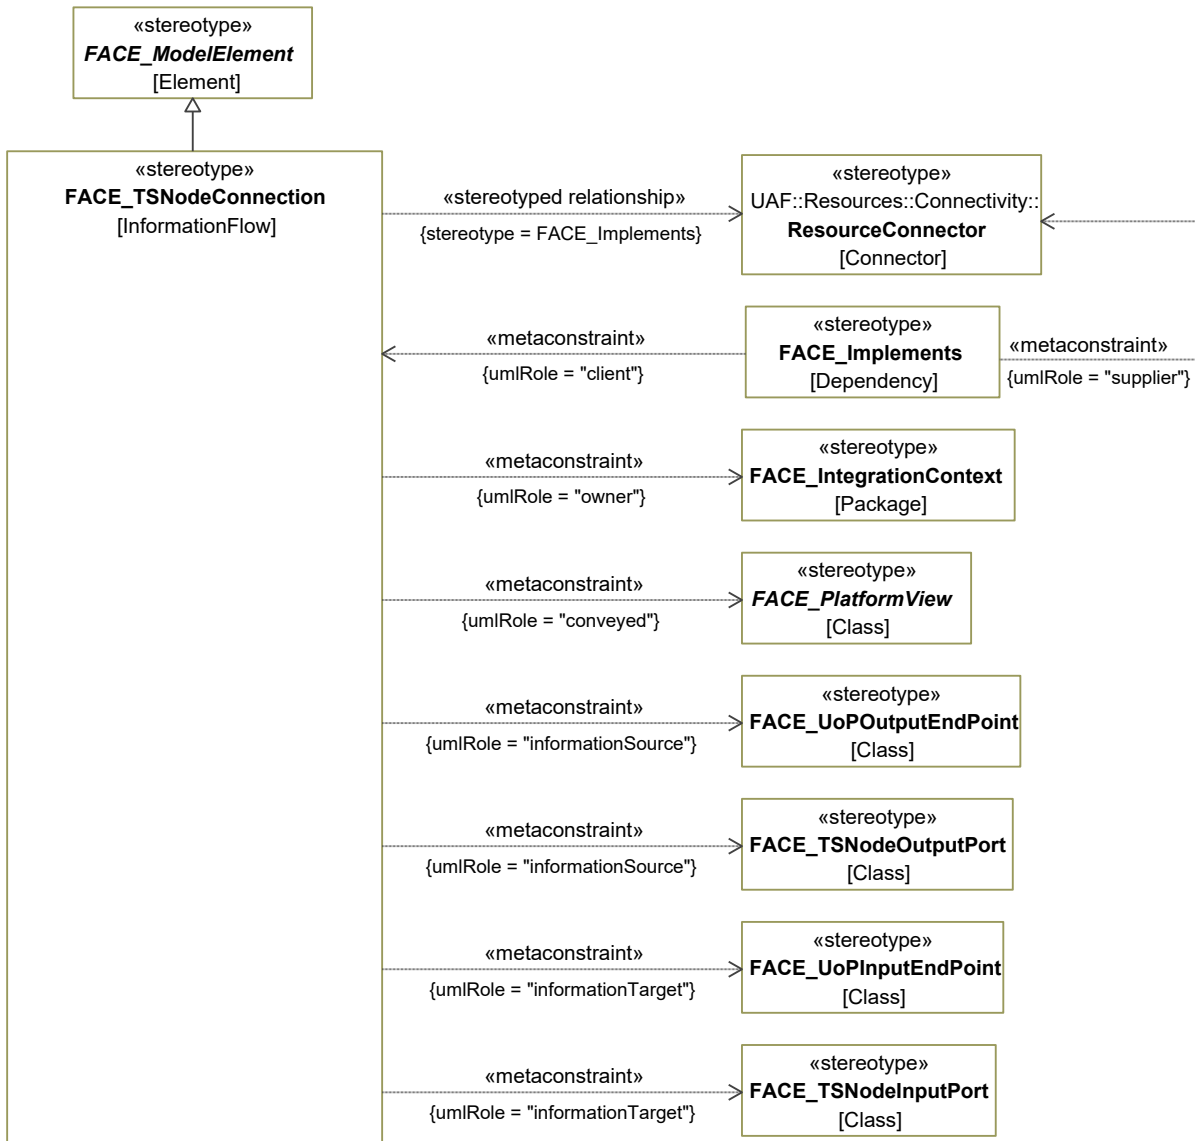 «stereotype»
FACE_ModelElement
[Element]
«stereotype»
FACE_TSNodeConnection
[InformationFlow]
«stereotyped relationship»
{stereotype = FACE_Implements}
«stereotype»
UAF::Resources::Connectivity::
ResourceConnector
[Connector]
«metaconstraint»
{umlRole = "client"}
«stereotype»
FACE_Implements
[Dependency]
«metaconstraint»
{umlRole = "supplier"}
«metaconstraint»
{umlRole = "owner"}
«stereotype»
FACE_IntegrationContext
[Package]
«metaconstraint»
{umlRole = "conveyed"}
«stereotype»
FACE_PlatformView
[Class]
«metaconstraint»
{umlRole = "informationSource"}
«stereotype»
FACE_UoPOutputEndPoint
[Class]
«metaconstraint»
{umlRole = "informationSource"}
«stereotype»
FACE_TSNodeOutputPort
[Class]
«metaconstraint»
{umlRole = "informationTarget"}
«stereotype»
FACE_UoPInputEndPoint
[Class]
«metaconstraint»
{umlRole = "informationTarget"}
«stereotype»
FACE_TSNodeInputPort
[Class]